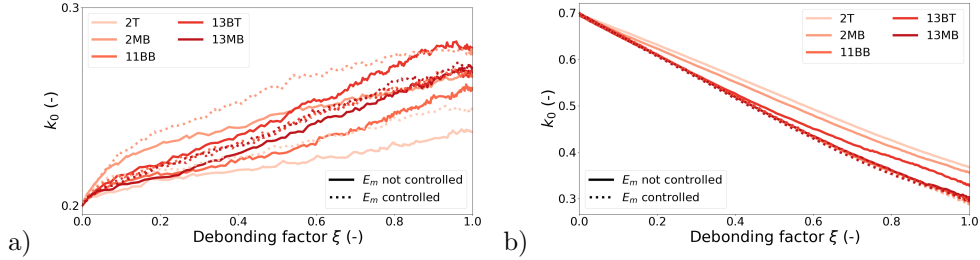 0.3
0.2
k0 (-)
2T
2MB
11BB
13BT
13MB
Em not controlled
Em controlled
0.0 0.2 0.4 0.6 0.8 1.0
Debonding factor ξ (-)
a)
0.7
0.6
0.5
0.4
0.3
k0 (-)
2T
2MB
11BB
13BT
13MB
Em not controlled
Em controlled
0.0 0.2 0.4 0.6 0.8 1.0
Debonding factor ξ (-)
b)